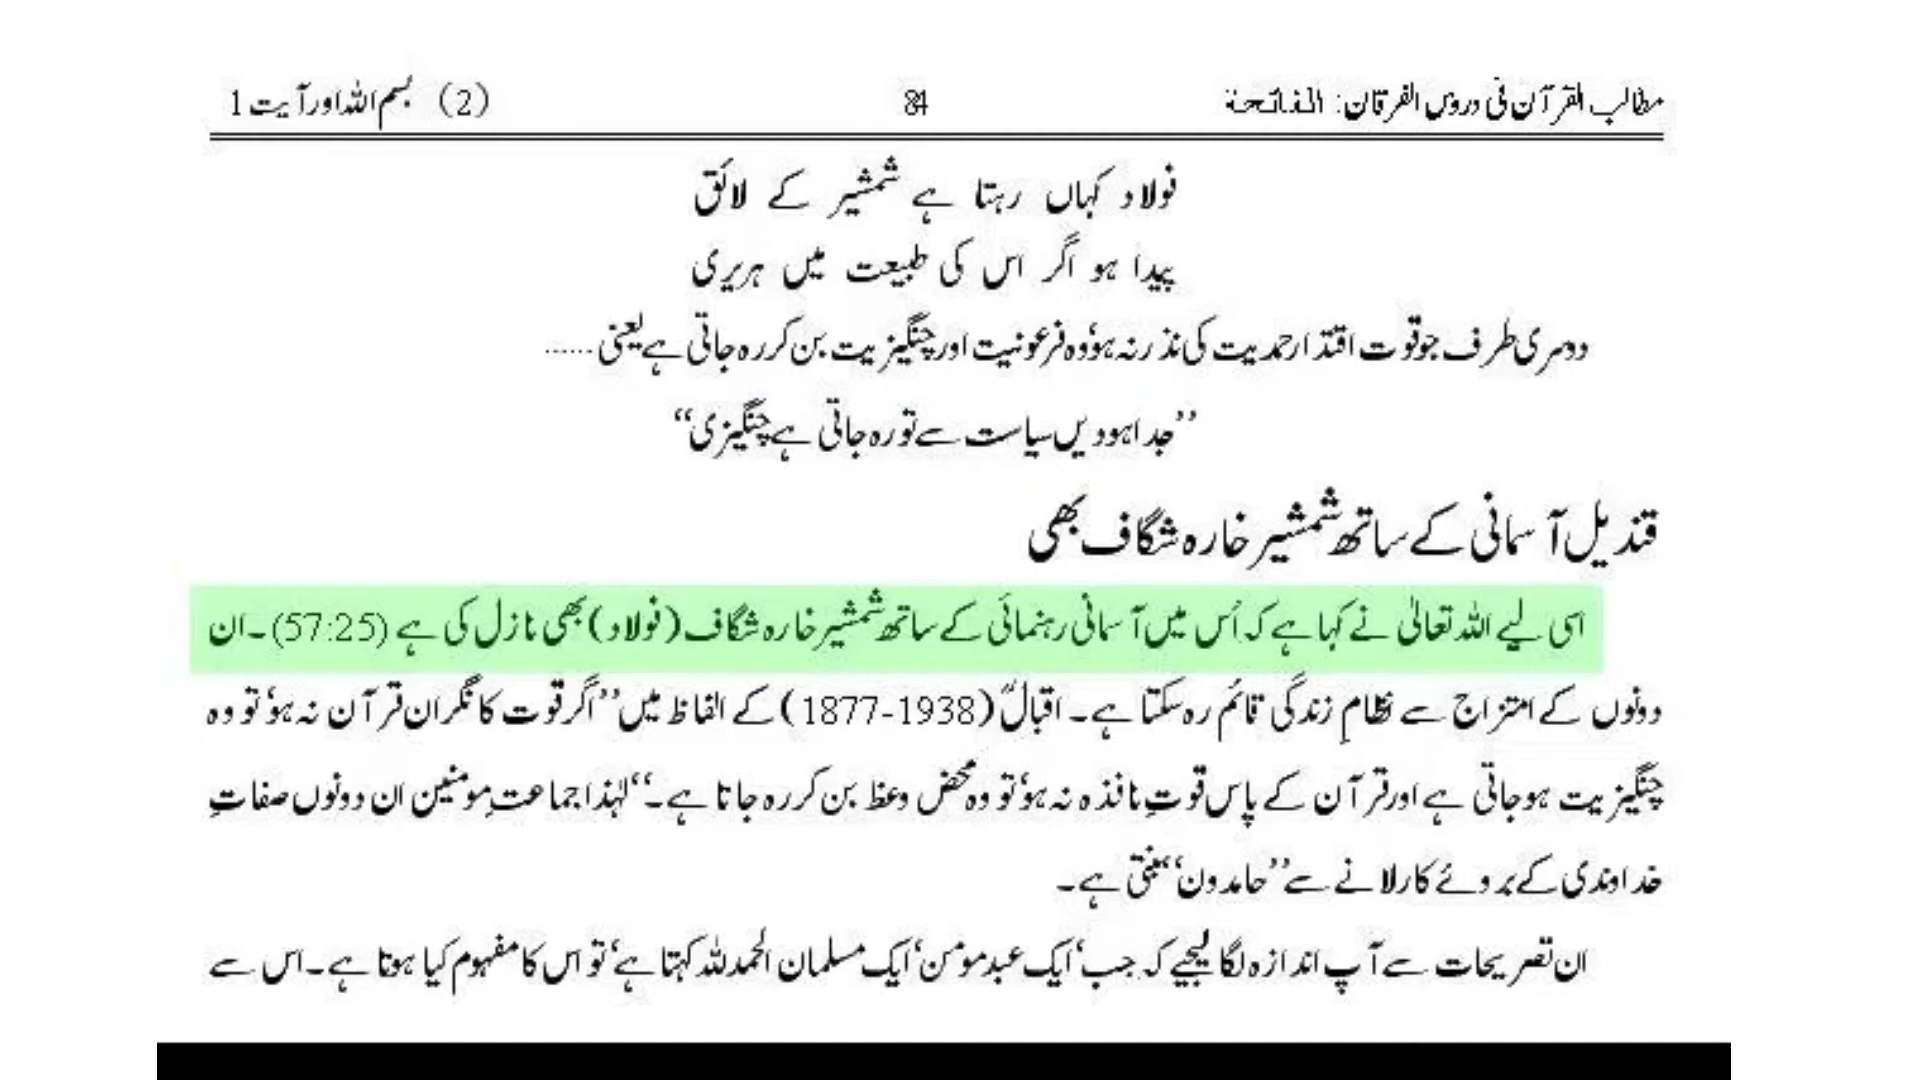 مطالب القرآن فی دروس الفرقان: الفاتحة 84 (2) بسم اللہ اور آیت 1
فولاد کہاں رہتا ہے شمشیر کے لائق
پیدا ہو اگر اس کی طبیعت میں ہریری
دوسری طرف جو قوت اقتدار حمدیت کی نذر نہ ہو‘ وہ فرعونیت اور چنگیزیت بن کر رہ جاتی ہے یعنی ......
’’جدا ہو دیں سیاست سے تو رہ جاتی ہے چنگیزی‘‘
قندیل آسمانی کے ساتھ شمشیر خارہ شگاف بھی
اسی لیے اللہ تعالیٰ نے کہا ہے کہ اُس میں آسمانی رہنمائی کے ساتھ شمشیر خارہ شگاف (فولاد) بھی نازل کی ہے (57:25)۔ ان
دونوں کے امتزاج سے نظامِ زندگی قائم رہ سکتا ہے۔ اقبالؒ (1877-1938) کے الفاظ میں ’’اگر قوت کا نگران قرآن نہ ہو‘ تو وہ
چنگیزیت ہو جاتی ہے اور قرآن کے پاس قوتِ نافذہ نہ ہو‘ تو وہ محض وعظ بن کر رہ جاتا ہے۔‘‘ لہٰذا جماعتِ مومنین ان دونوں صفاتِ
خداوندی کے بروئے کار لانے سے ’’حامدون‘‘ بنتی ہے۔
ان تصریحات سے آپ اندازہ لگا لیجیے کہ جب‘ ایک عبد مومن‘ ایک مسلمان الحمد للہ کہتا ہے‘ تو اس کا مفہوم کیا ہوتا ہے۔ اس سے